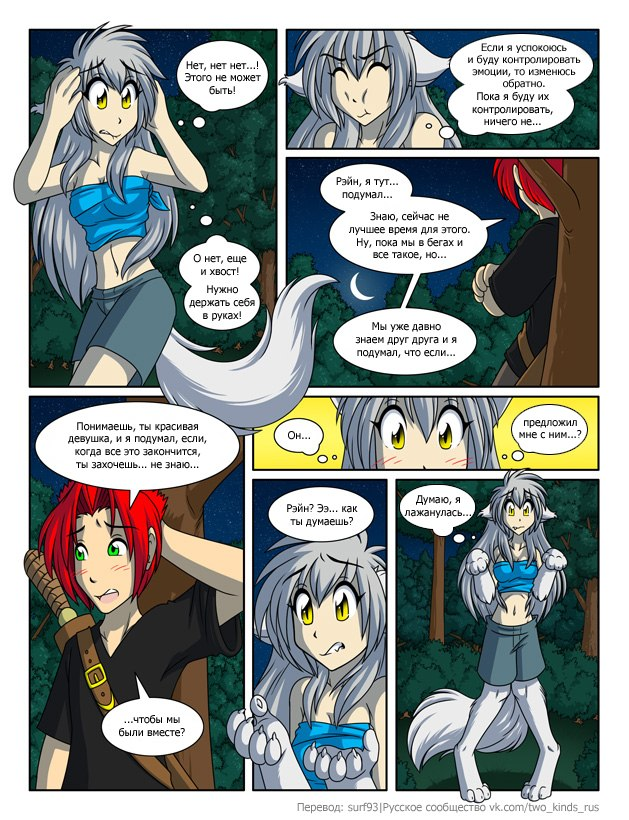 Нет, нет нет...!
Этого не может
быть!
О нет, еще
и хвост!
Нужно
держать себя
в руках!
Если я успокоюсь
и буду контролировать
эмоции, то изменюсь
обратно.
Пока я буду их
контролировать,
ничего не...
Рэйн, я тут...
подумал...
Знаю, сейчас не
лучшее время для этого.
Ну, пока мы в бегах и
все такое, но...
Мы уже давно
знаем друг друга и я
подумал, что если...
Понимаешь, ты красивая
девушка, и я подумал, если,
когда все это закончится,
ты захочешь... не знаю...
...чтобы мы
были вместе?
Он...
предложил
мне с ним...?
Рэйн? Ээ... как
ты думаешь?
Думаю, я
лажанулась...
Перевод: surf93|Русское сообщество vk.com/two_kinds_rus